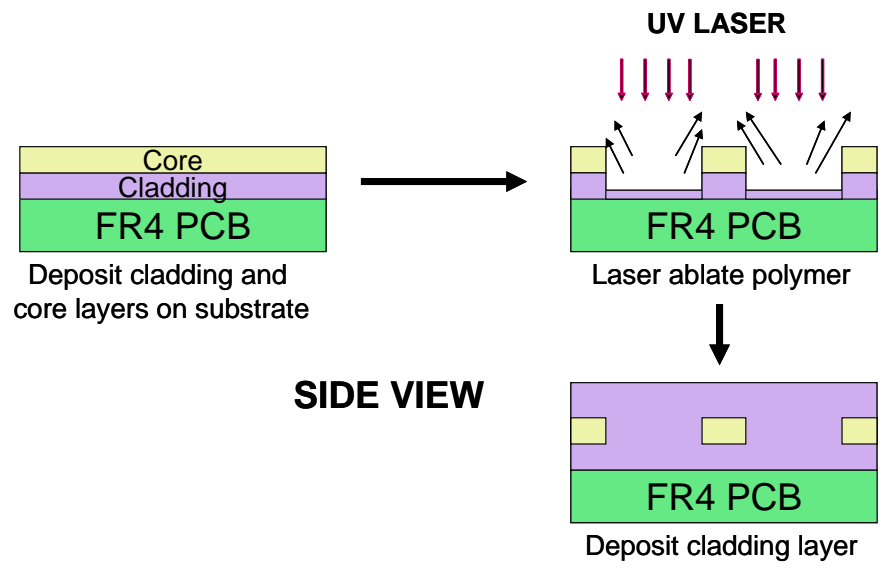 UV LASER
Core
Cladding
FR4 PCB
Deposit cladding and
core layers on substrate
FR4 PCB
Laser ablate polymer
SIDE VIEW
FR4 PCB
Deposit cladding layer